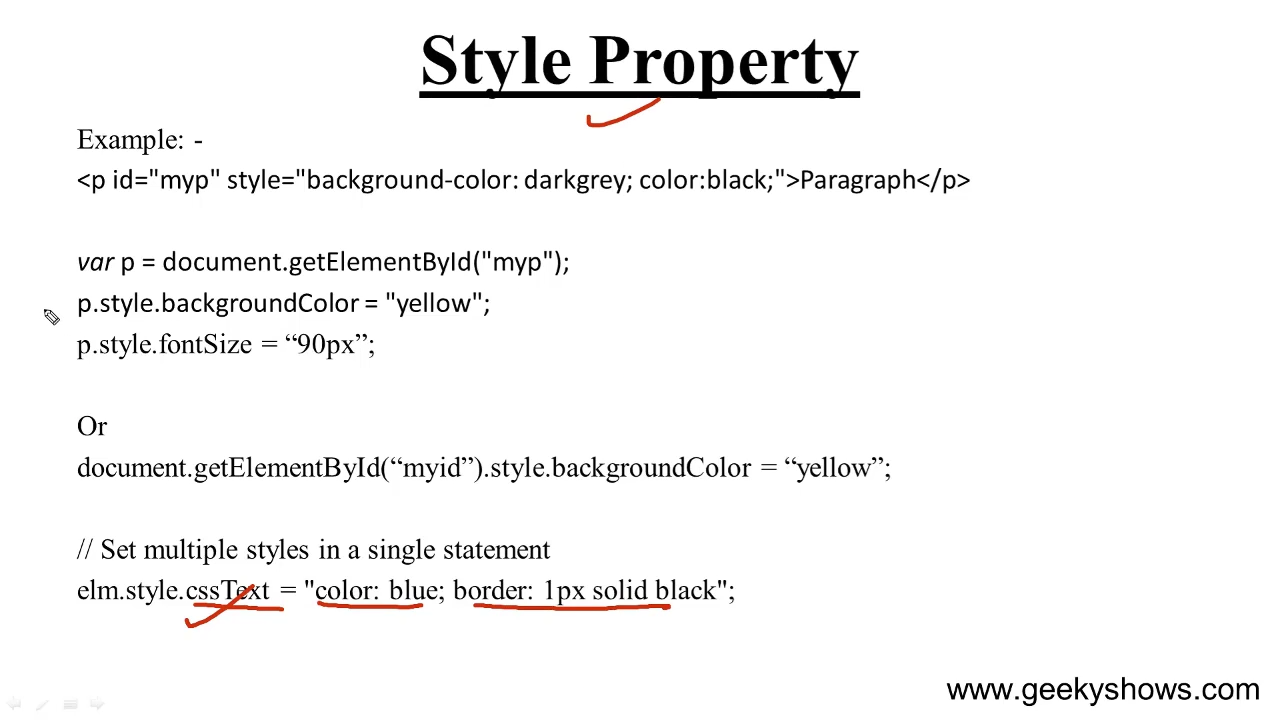 Style Property
Example: -
<p id="myp" style="background-color: darkgrey; color:black;">Paragraph</p>
var p = document.getElementById("myp");
p.style.backgroundColor = "yellow";
p.style.fontSize = “90px”;
Or
document.getElementById(“myid”).style.backgroundColor = “yellow”;
// Set multiple styles in a single statement
elm.style.cssText = "color: blue; border: 1px solid black";
www.geekyshows.com